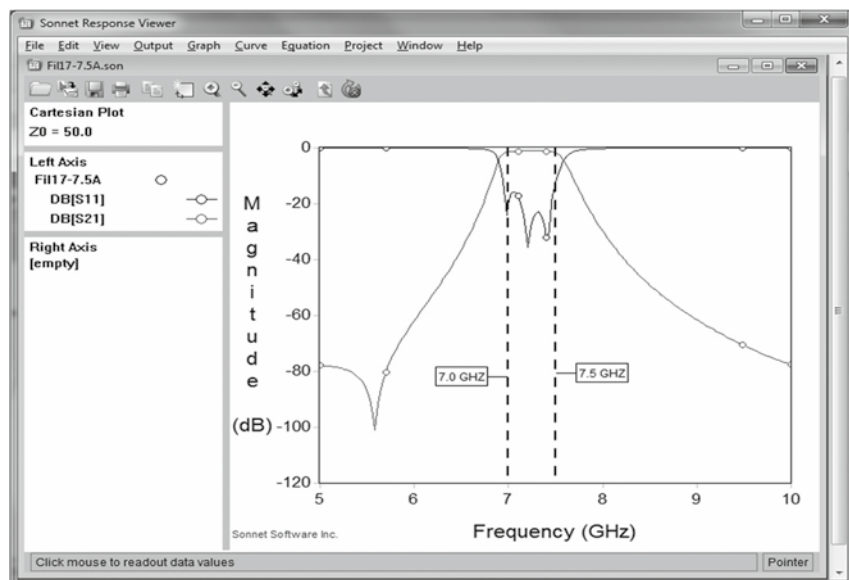 Sonnet Response Viewer
File Edit View Output Graph Curve Equation Project Window Help
Fil17-7.5A.son
Cartesian Plot
Z0 = 50.0
Left Axis
Fil17-7.5A
DB[S11]
DB[S21]
Right Axis
[empty]
Magnitude
(dB)
0
-20
-40
-60
-80
-100
-120
7.0 GHZ
7.5 GHZ
5 6 7 8 9 10
Sonnet Software Inc.
Frequency (GHz)
Click mouse to readout data values
Pointer